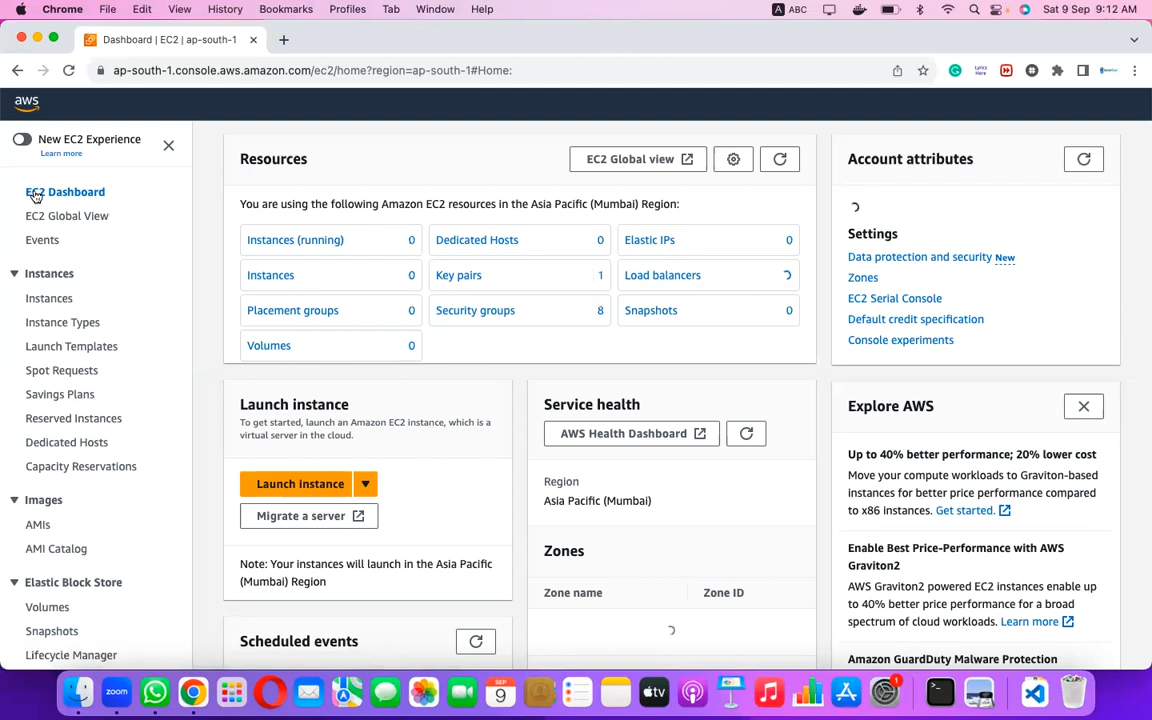 Chrome File Edit View History Bookmarks Profiles Tab Window Help A ABC Sat 9 Sep 9:12 AM
Dashboard | EC2 | ap-south-1
ap-south-1.console.aws.amazon.com/ec2/home?region=ap-south-1#Home:
aws
New EC2 Experience
Learn more
EC2 Dashboard
EC2 Global View
Events
Instances
Instances
Instance Types
Launch Templates
Spot Requests
Savings Plans
Reserved Instances
Dedicated Hosts
Capacity Reservations
Images
AMIs
AMI Catalog
Elastic Block Store
Volumes
Snapshots
Lifecycle Manager
Resources
EC2 Global view
You are using the following Amazon EC2 resources in the Asia Pacific (Mumbai) Region:
Instances (running) 0 Dedicated Hosts 0 Elastic IPs 0
Instances 0 Key pairs 1 Load balancers
Placement groups 0 Security groups 8 Snapshots 0
Volumes 0
Launch instance
To get started, launch an Amazon EC2 instance, which is a
virtual server in the cloud.
Launch instance
Migrate a server
Note: Your instances will launch in the Asia Pacific
(Mumbai) Region
Scheduled events
Service health
AWS Health Dashboard
Region
Asia Pacific (Mumbai)
Zones
Zone name Zone ID
Account attributes
Settings
Data protection and security New
Zones
EC2 Serial Console
Default credit specification
Console experiments
Explore AWS
Up to 40% better performance; 20% lower cost
Move your compute workloads to Graviton-based
instances for better price performance compared
to x86 instances. Get started.
Enable Best Price-Performance with AWS
Graviton2
AWS Graviton2 powered EC2 instances enable up
to 40% better price performance for a broad
spectrum of cloud workloads. Learn more
Amazon GuardDuty Malware Protection
zoom SEP 9 tv 1